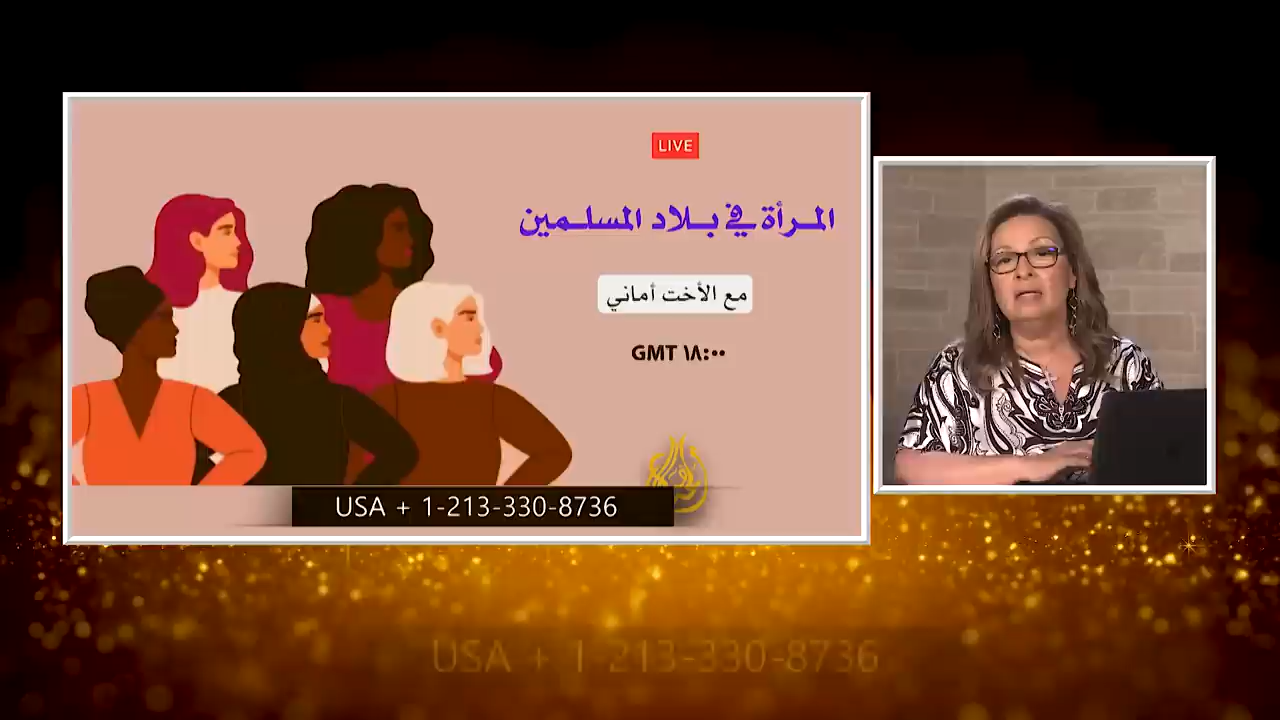 LIVE
المرأة في بلاد المسلمين
مع الأخت أماني
GMT ١٨:٠٠
USA + 1-213-330-8736
USA + 1-213-330-8736